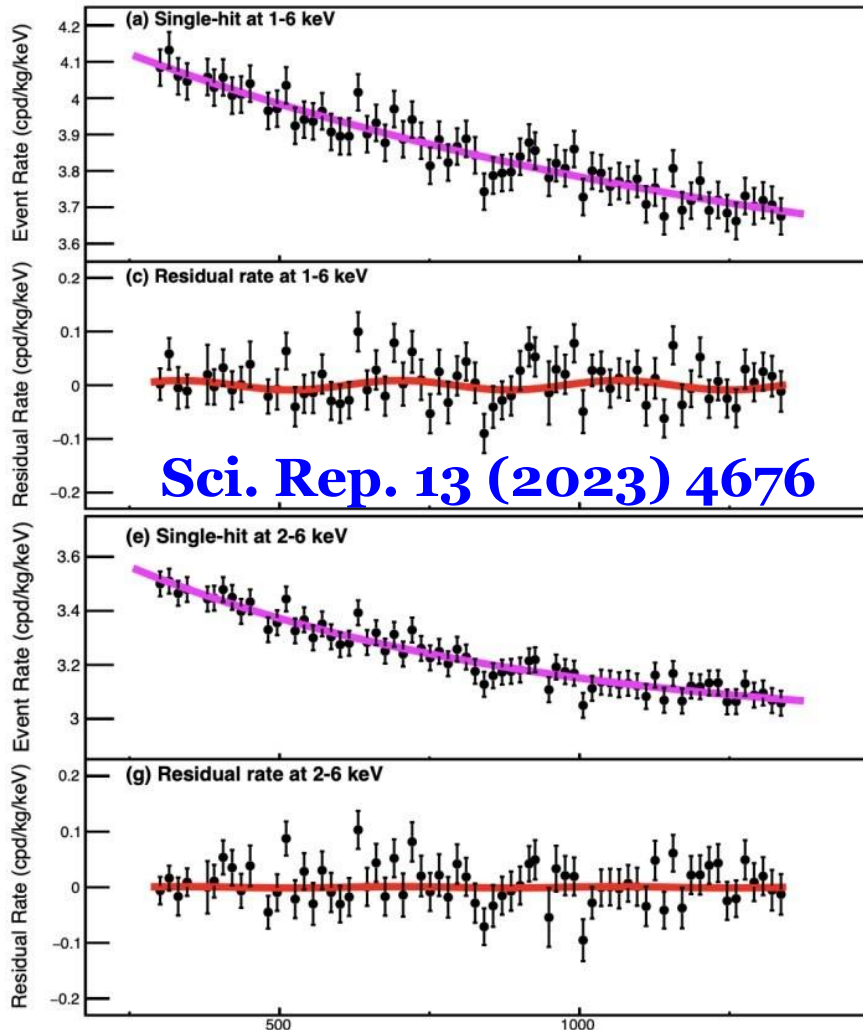 (a) Single-hit at 1-6 keV
Event Rate (cpd/kg/keV)
4.2
4.1
4
3.9
3.8
3.7
3.6
(c) Residual rate at 1-6 keV
Residual Rate (cpd/kg/keV)
0.2
0.1
0
−0.1
−0.2
Sci. Rep. 13 (2023) 4676
(e) Single-hit at 2-6 keV
Event Rate (cpd/kg/keV)
3.6
3.4
3.2
3
(g) Residual rate at 2-6 keV
Residual Rate (cpd/kg/keV)
0.2
0.1
0
−0.1
−0.2
500 1000